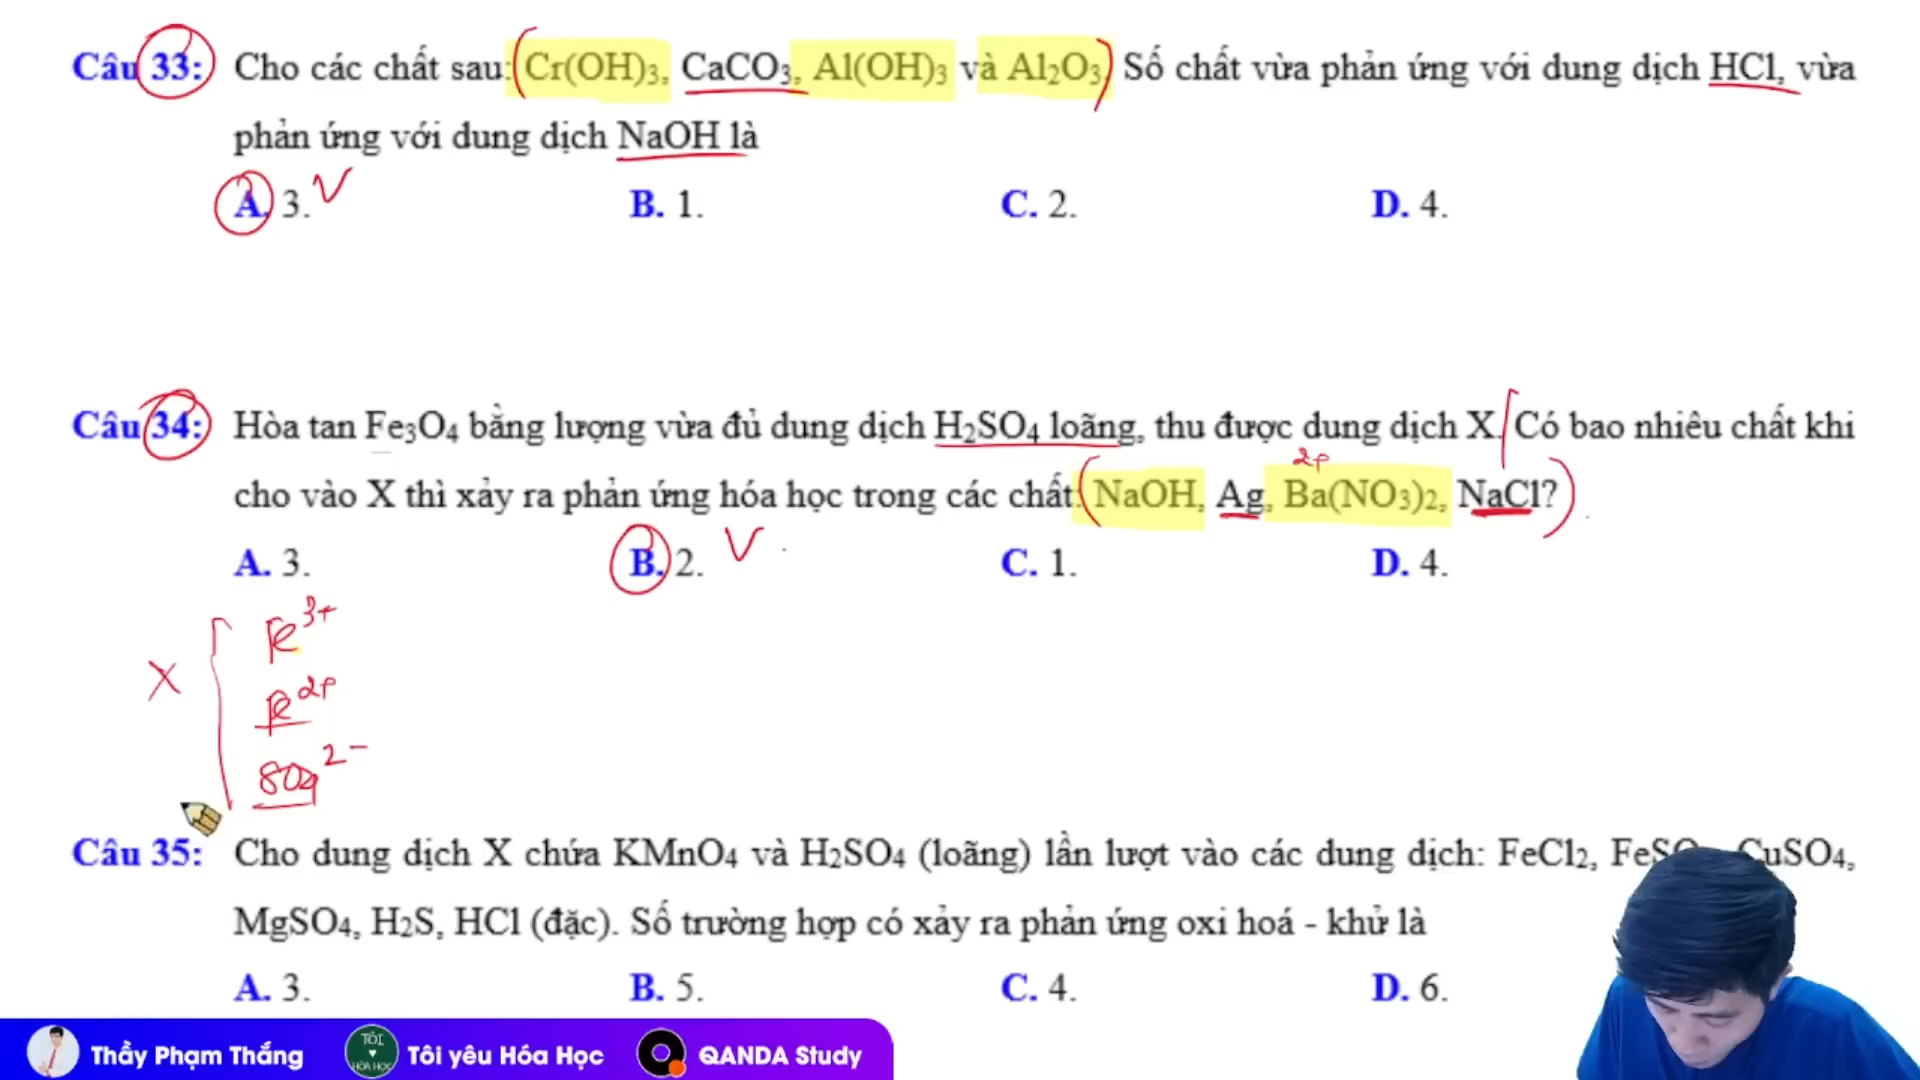 Câu 33: Cho các chất sau: (Cr(OH)₃, CaCO₃, Al(OH)₃ và Al₂O₃) Số chất vừa phản ứng với dung dịch HCl, vừa
phản ứng với dung dịch NaOH là
A. 3. V B. 1. C. 2. D. 4.
Câu 34: Hòa tan Fe₃O₄ bằng lượng vừa đủ dung dịch H₂SO₄ loãng, thu được dung dịch X. Có bao nhiêu chất khi
2+
cho vào X thì xảy ra phản ứng hóa học trong các chất: (NaOH, Ag, Ba(NO₃)₂, NaCl?)
A. 3. B. 2. V C. 1. D. 4.
Fe³⁺
X
Fe²⁺
SO₄²⁻
Câu 35: Cho dung dịch X chứa KMnO₄ và H₂SO₄ (loãng) lần lượt vào các dung dịch: FeCl₂, CuSO₄,
MgSO₄, H₂S, HCl (đặc). Số trường hợp có xảy ra phản ứng oxi hoá - khử là
A. 3. B. 5. C. 4. D. 6.
Thầy Phạm Thắng TÔI ♥ HÓA HỌC Tôi yêu Hóa Học QANDA Study